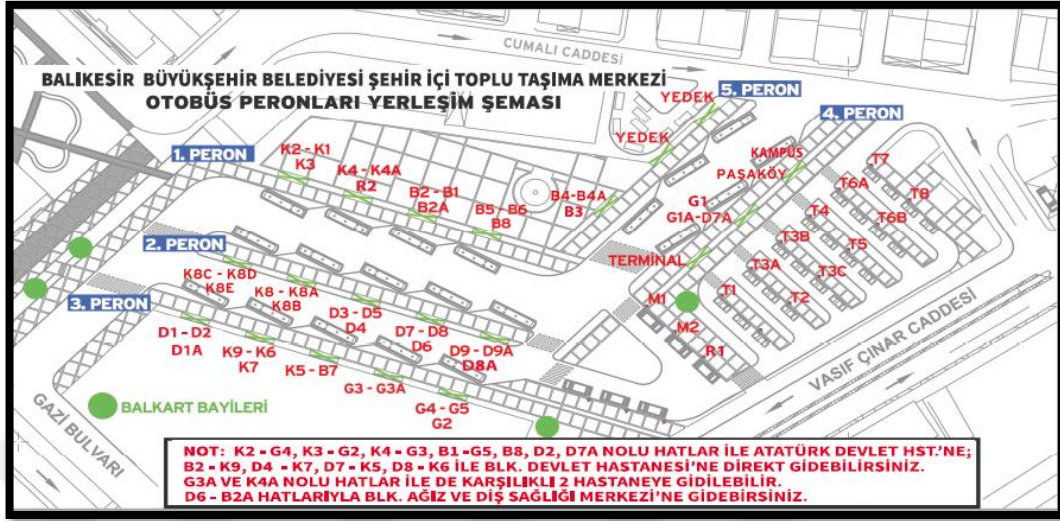 CUMALI CADDESİ
BALIKESİR BÜYÜKŞEHİR BELEDİYESİ ŞEHİR İÇİ TOPLU TAŞIMA MERKEZİ
OTOBÜS PERONLARI YERLEŞİM ŞEMASI
5. PERON
YEDEK
YEDEK
4. PERON
KAMPÜS
PAŞAKÖY
1. PERON
K2 - K1
K3
K4 - K4A
R2
B2 - B1
B2A
B5 - B6
B8
B4-B4A
B3
G1
G1A-D7A
TERMİNAL
T7
T6A
T8
T6B
T4
T5
T3B
T3C
T3A
T2
T1
M1
M2
R1
2. PERON
K8C - K8D
K8E
K8 - K8A
K8B
D3 - D5
D4
D7 - D8
D6
D9 - D9A
D8A
3. PERON
D1 - D2
D1A
K9 - K6
K7
K5 - B7
G3 - G3A
G4 - G5
G2
VASIF ÇINAR CADDESİ
GAZİ BULVARI
BALKART BAYİLERİ
NOT: K2 - G4, K3 - G2, K4 - G3, B1 -G5, B8, D2, D7A NOLU HATLAR İLE ATATÜRK DEVLET HST.'NE;
B2 - K9, D4 - K7, D7 - K5, D8 - K6 İLE BLK. DEVLET HASTANESİ'NE DİREKT GİDEBİLİRSİNİZ.
G3A VE K4A NOLU HATLAR İLE DE KARŞILIKLI 2 HASTANEYE GİDİLEBİLİR.
D6 - B2A HATLARIYLA BLK. AĞIZ VE DİŞ SAĞLIĞI MERKEZİ'NE GİDEBİRSİNİZ.